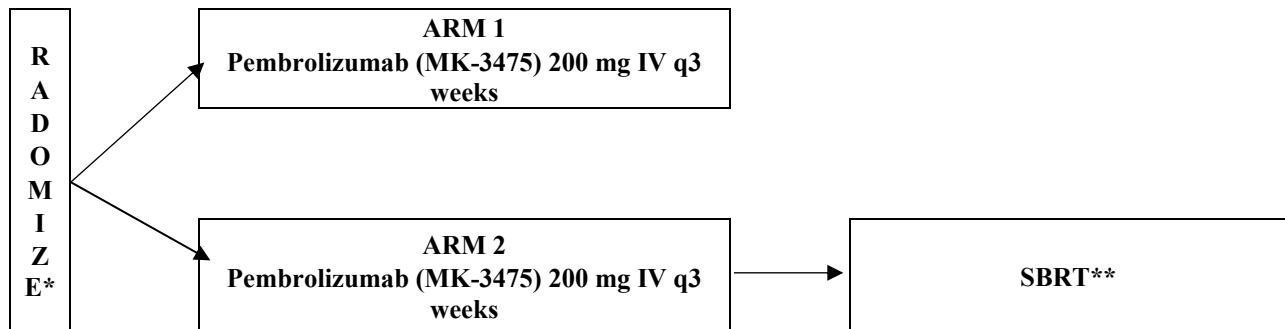 R
A
D
O
M
I
Z
E*
ARM 1
Pembrolizumab (MK-3475) 200 mg IV q3
weeks
ARM 2
Pembrolizumab (MK-3475) 200 mg IV q3
weeks
SBRT**